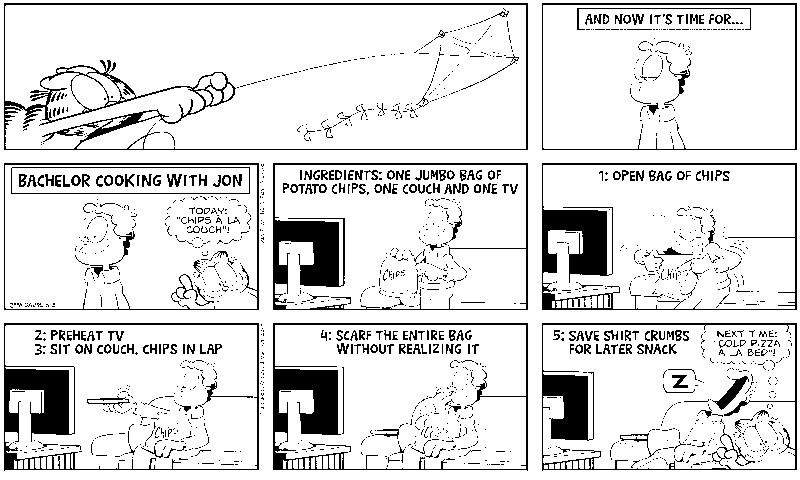 AND NOW IT'S TIME FOR...
BACHELOR COOKING WITH JON
TODAY:
"CHIPS A LA
COUCH"!
INGREDIENTS: ONE JUMBO BAG OF
POTATO CHIPS, ONE COUCH AND ONE TV
CHIPS
1: OPEN BAG OF CHIPS
CHIP
2: PREHEAT TV
3: SIT ON COUCH, CHIPS IN LAP
CHIPS
4: SCARF THE ENTIRE BAG
WITHOUT REALIZING IT
5: SAVE SHIRT CRUMBS
FOR LATER SNACK
Z
NEXT TIME:
"COLD PIZZA
A LA BED"!